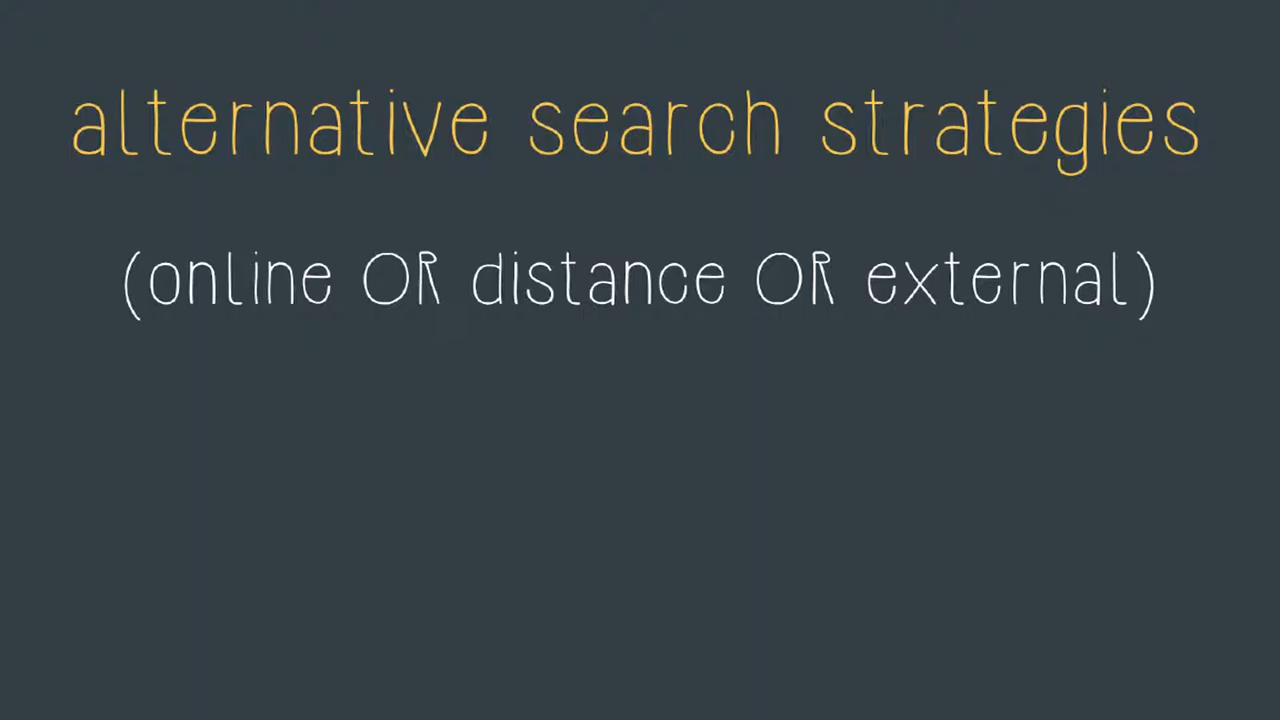 alternative search strategies
(online OR distance OR external)